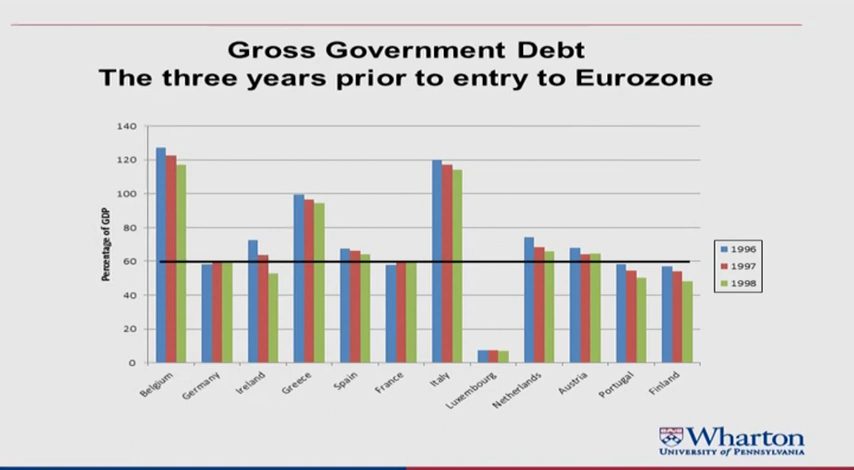 Gross Government Debt
The three years prior to entry to Eurozone
Percentage of GDP
140
120
100
80
60
40
20
0
Belgium
Germany
Ireland
Greece
Spain
France
Italy
Luxembourg
Netherlands
Austria
Portugal
Finland
1996
1997
1998
Wharton
UNIVERSITY OF PENNSYLVANIA